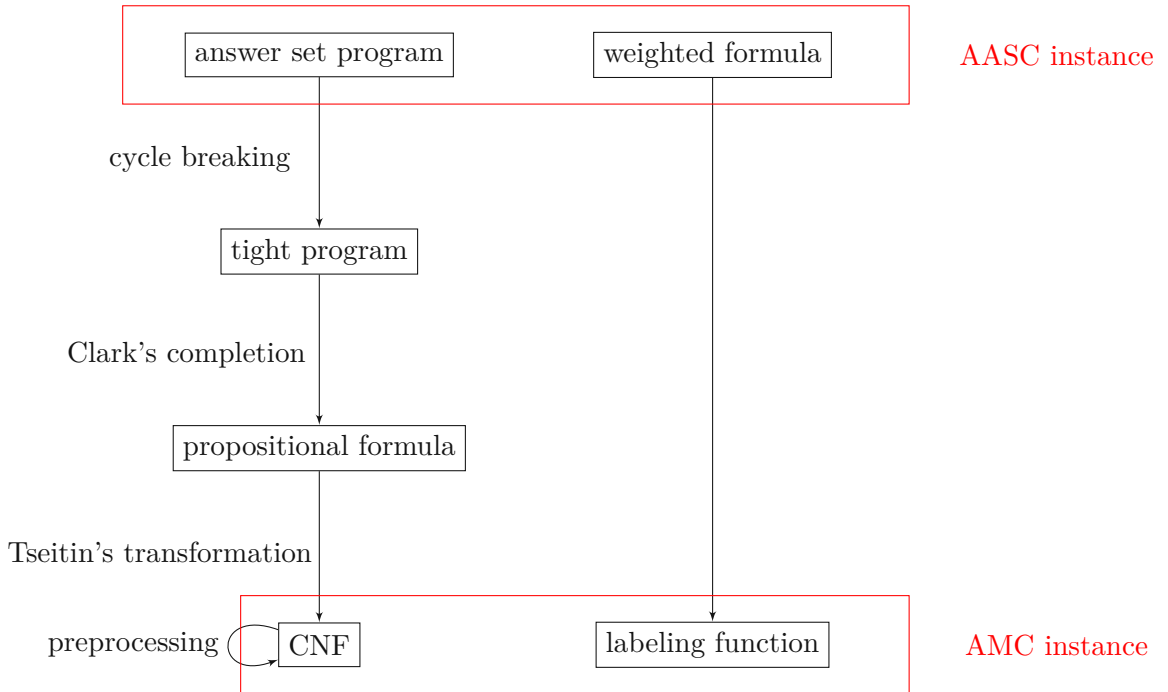 answer set program
weighted formula
AASC instance
cycle breaking
tight program
Clark's completion
propositional formula
Tseitin's transformation
preprocessing
CNF
labeling function
AMC instance